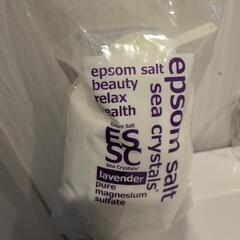 epsom salt
beauty
relax
health
Epsom Salt
ES
SC
Sea Crystals®
lavender
pure
magnesium
sulfate
epsom salt
sea crystals®